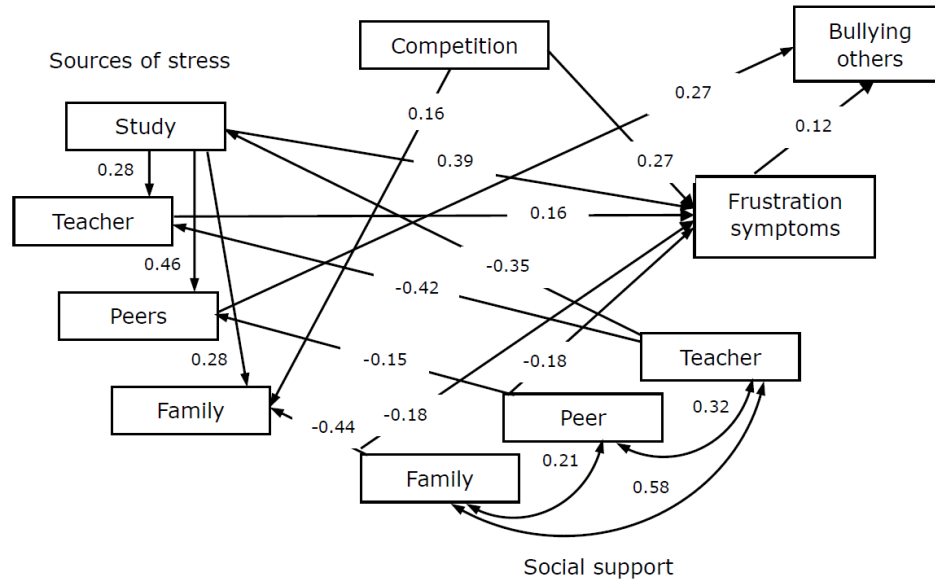 Competition
Bullying
others
Sources of stress
0.27
Study
0.16
0.12
0.28
0.39
0.27
Teacher
0.16
Frustration
symptoms
0.46
-0.35
-0.42
Peers
0.28
-0.15
-0.18
Teacher
Family
-0.44
-0.18
Peer
0.32
Family
0.21
0.58
Social support